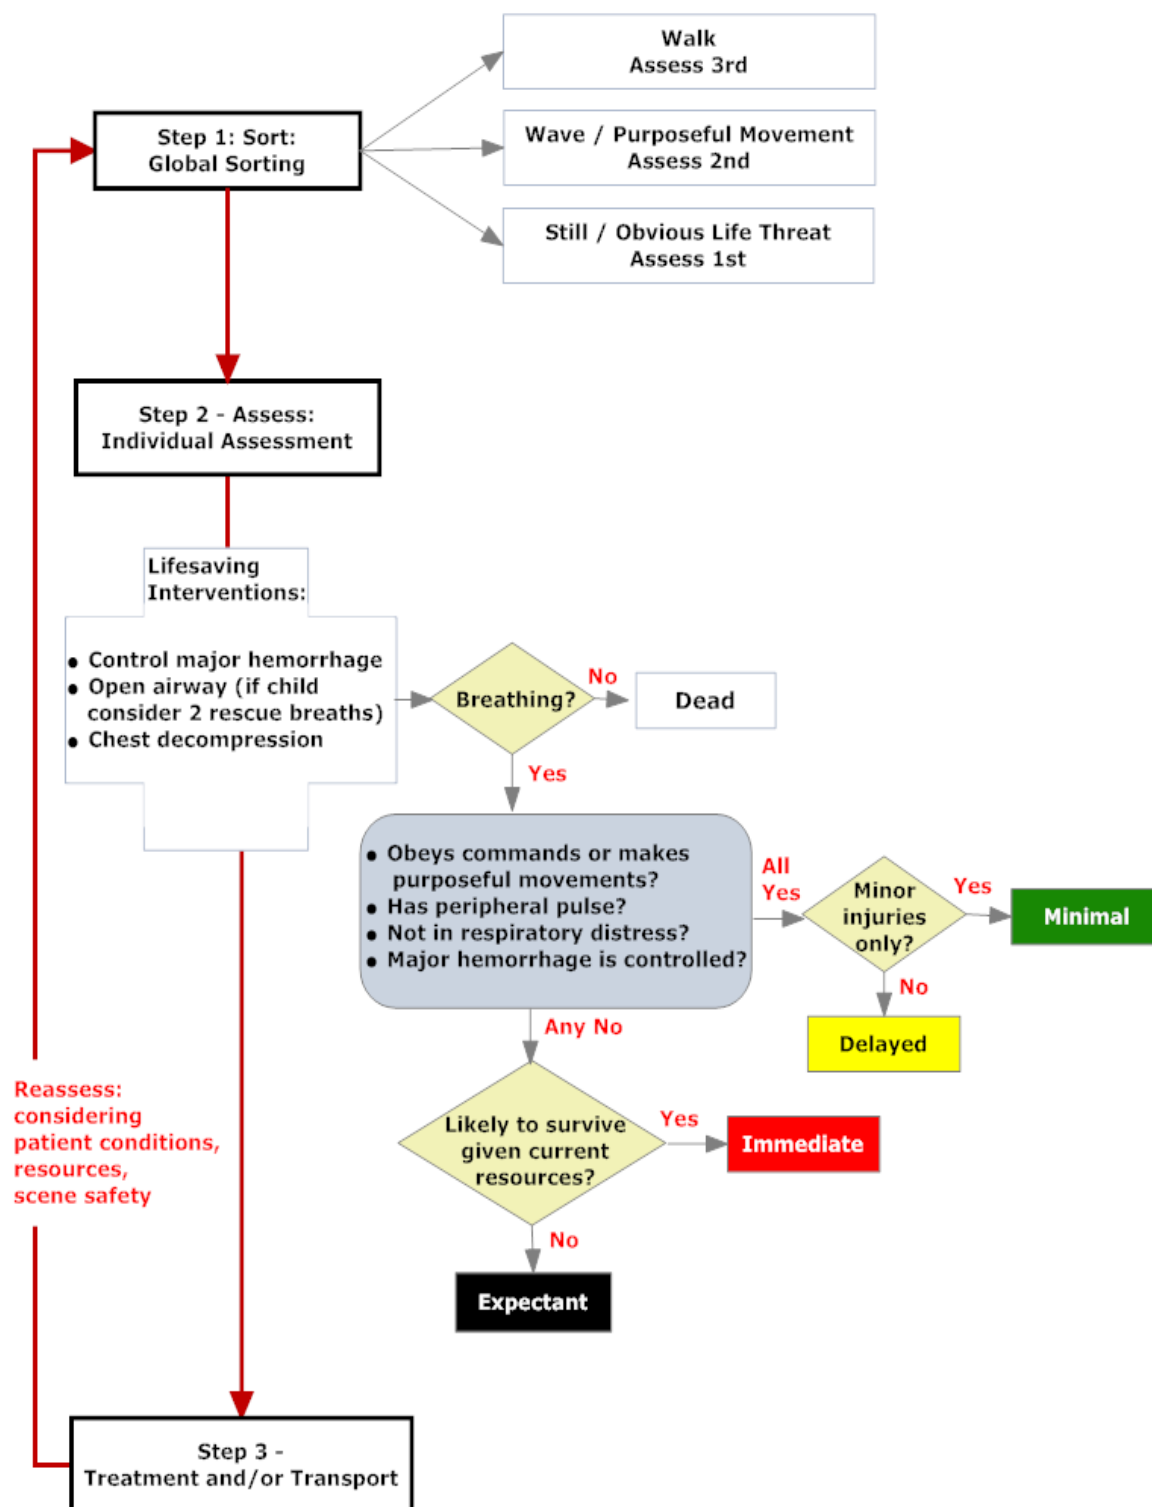 Walk
Assess 3rd
Step 1: Sort:
Global Sorting
Wave / Purposeful Movement
Assess 2nd
Still / Obvious Life Threat
Assess 1st
Step 2 - Assess:
Individual Assessment
Lifesaving
Interventions:
● Control major hemorrhage
● Open airway (if child
consider 2 rescue breaths)
● Chest decompression
Breathing?
No
Dead
Yes
● Obeys commands or makes
purposeful movements?
● Has peripheral pulse?
● Not in respiratory distress?
● Major hemorrhage is controlled?
All
Yes
Minor
injuries
only?
Yes
Minimal
No
Delayed
Any No
Likely to survive
given current
resources?
Yes
Immediate
No
Expectant
Reassess:
considering
patient conditions,
resources,
scene safety
Step 3 -
Treatment and/or Transport